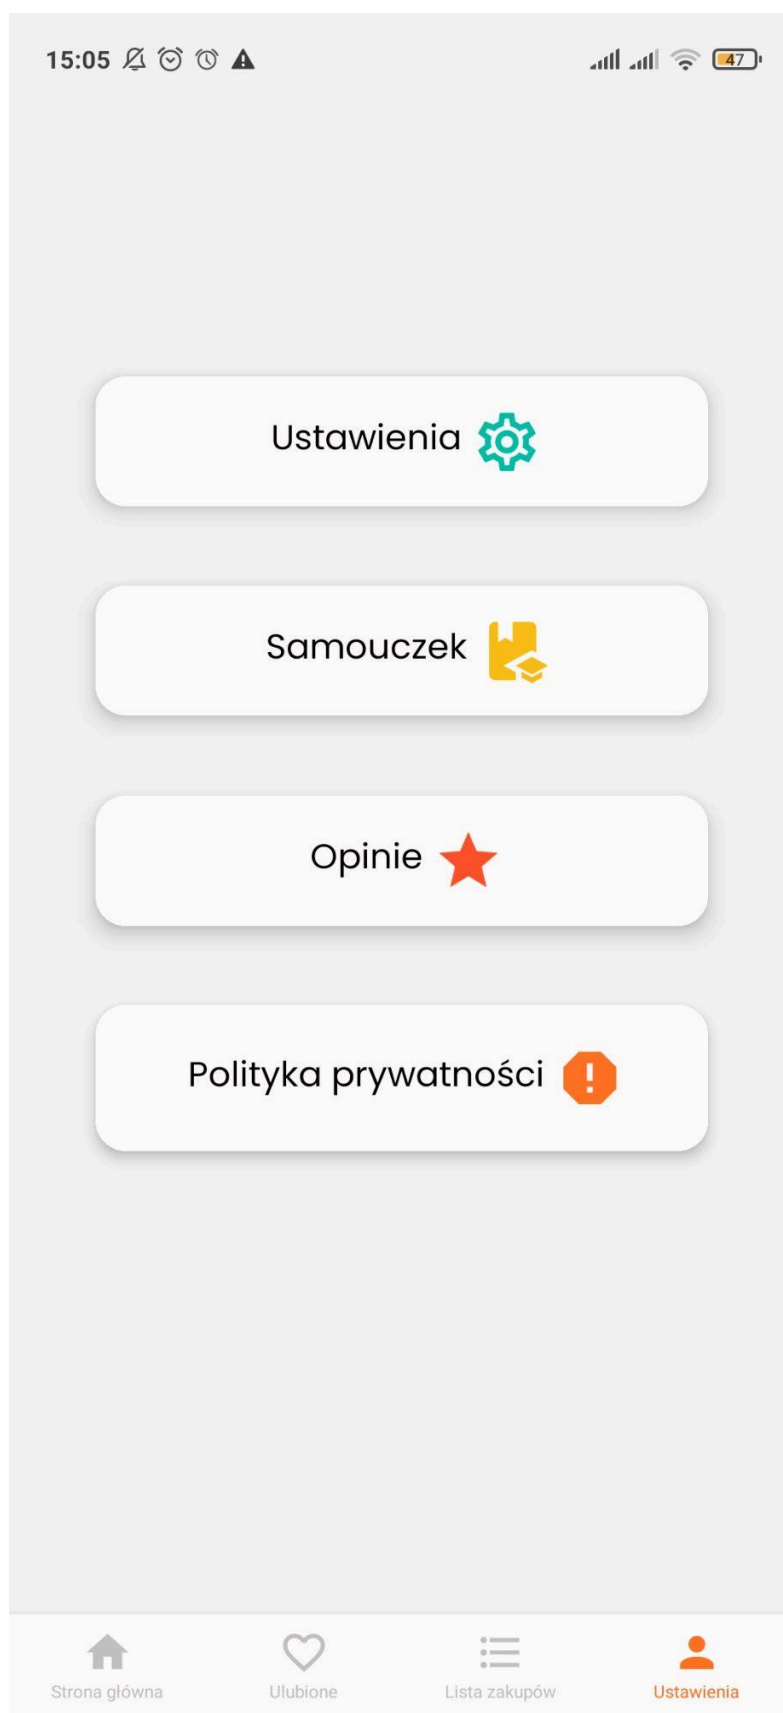 15:05 47
Ustawienia
Samouczek
Opinie
Polityka prywatności
Strona główna Ulubione Lista zakupów Ustawienia